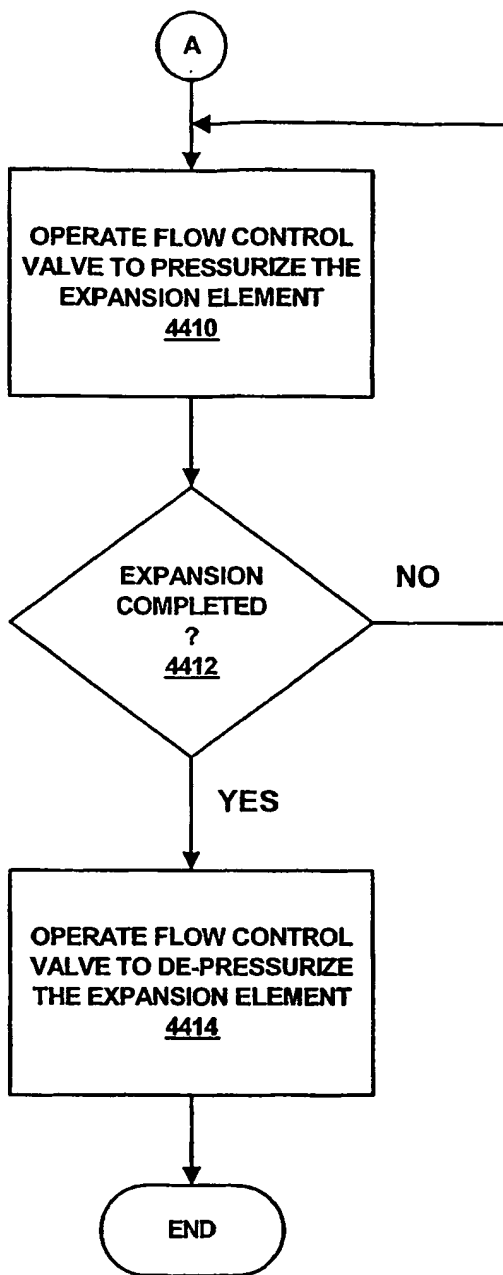 A
OPERATE FLOW CONTROL
VALVE TO PRESSURIZE THE
EXPANSION ELEMENT
4410
EXPANSION
COMPLETED
?
4412
NO
YES
OPERATE FLOW CONTROL
VALVE TO DE-PRESSURIZE
THE EXPANSION ELEMENT
4414
END